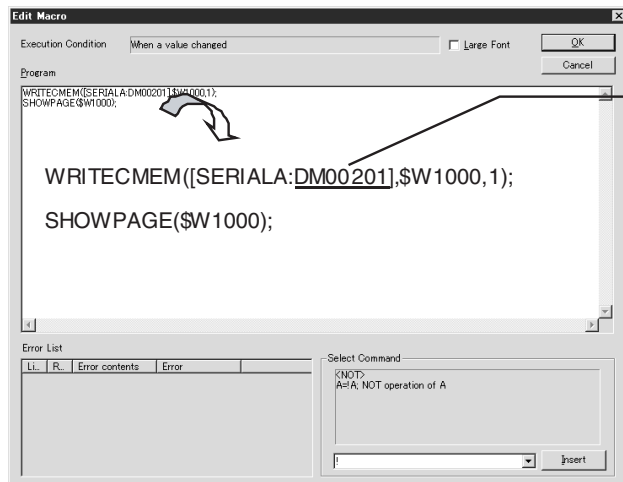 Edit Macro
Execution Condition When a value changed Large Font OK
Cancel
Program
WRITECMEM([SERIALA:DM00201],$W1000,1);
SHOWPAGE($W1000);
WRITECMEM([SERIALA:DM00201],$W1000,1);
SHOWPAGE($W1000);
Error List
Li... R... Error contents Error
Select Command
<NOT>
A=!A; NOT operation of A
! Insert